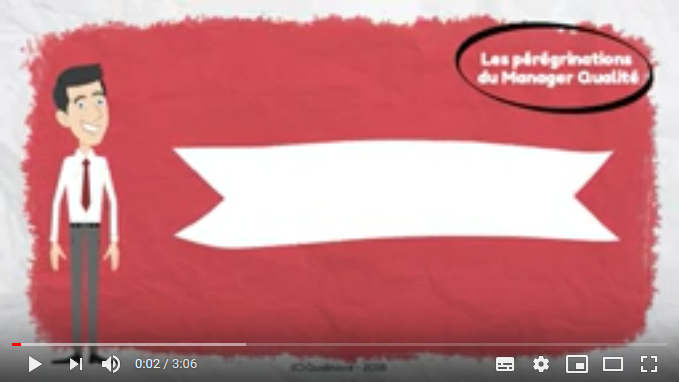 Les pérégrinations
du Manager Qualité
0:02 / 3:06